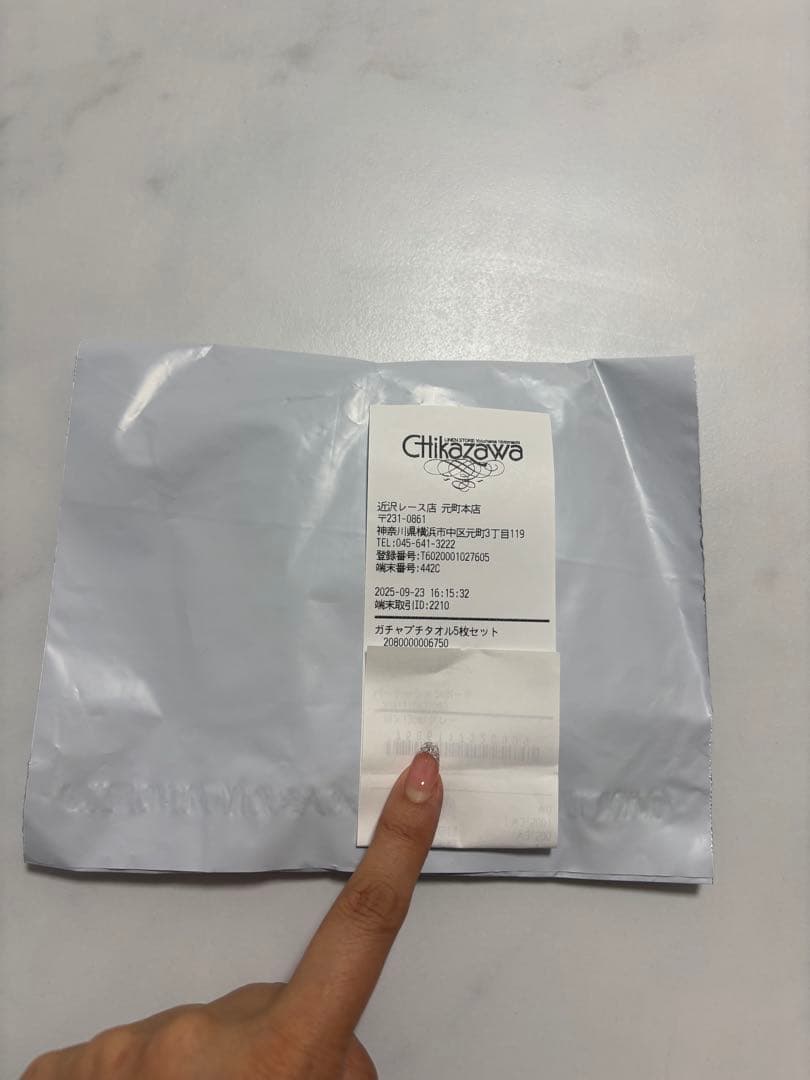 LINEN STORE Yokohama Motomachi
CHikazawa
近沢レース店 元町本店
〒231-0861
神奈川県横浜市中区元町3丁目119
TEL:045-641-3222
登録番号:T6020001027605
端末番号:442C
2025-09-23 16:15:32
端末取引ID:2210
ガチャプチタオル5枚セット
2080000006750